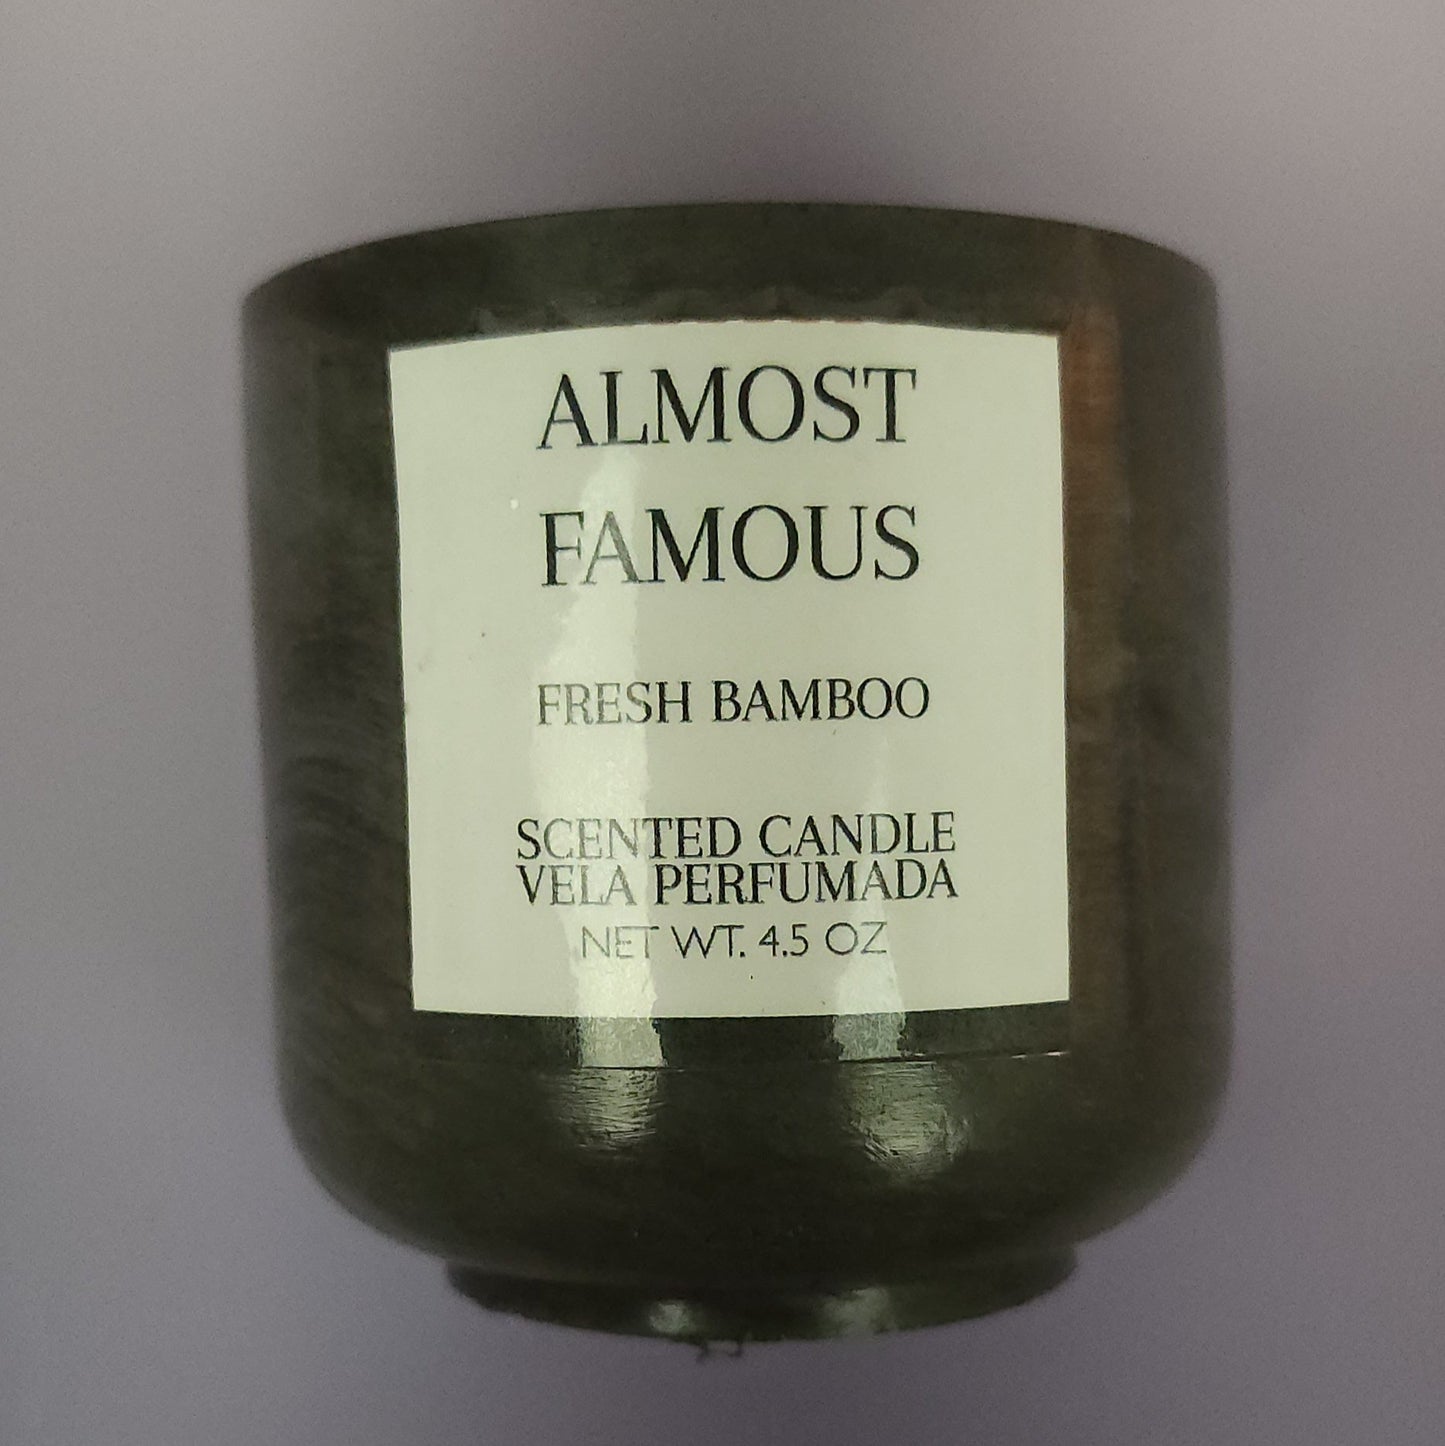 ALMOST
FAMOUS
FRESH BAMBOO
SCENTED CANDLE
VELA PERFUMADA
NET WT. 4.5 OZ